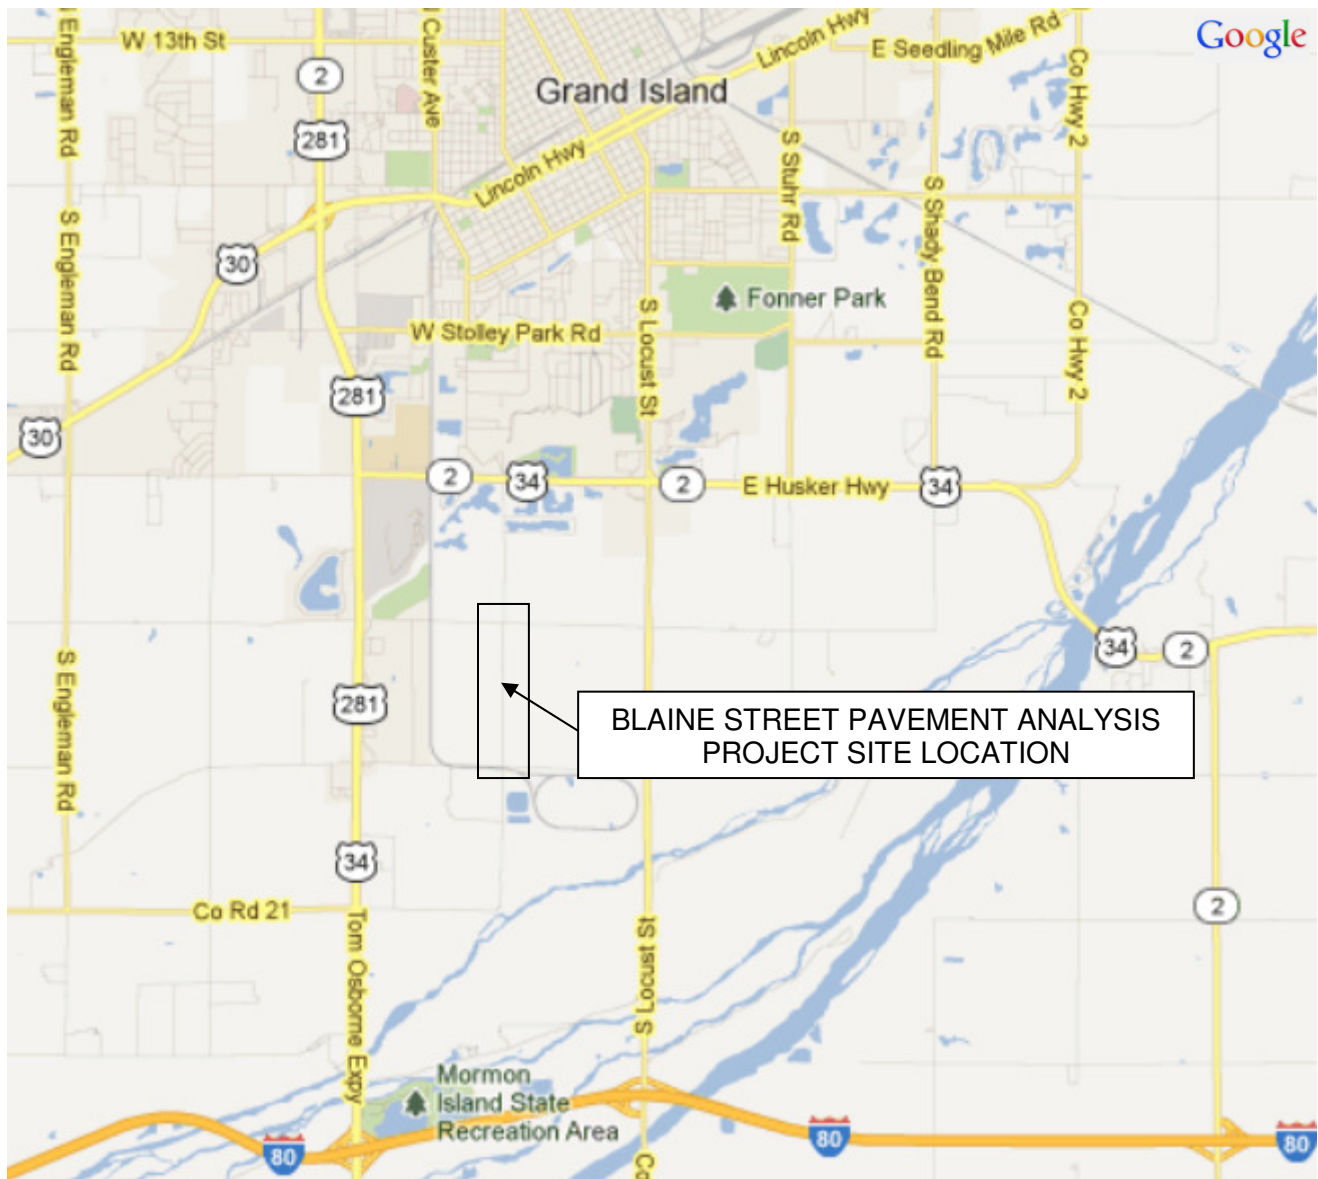 Google
W 13th St
N Custer Ave
Engleman Rd
2
281
Grand Island
Lincoln Hwy
E Seedling Mile Rd
Co Hwy 2
Lincoln Hwy
S Stuhr Rd
S Shady Bend Rd
S Engleman Rd
30
Fonner Park
W Stolley Park Rd
S Locust St
Co Hwy 2
281
30
2
34
2
E Husker Hwy
34
34
2
S Engleman Rd
281
BLAINE STREET PAVEMENT ANALYSIS
PROJECT SITE LOCATION
34
Co Rd 21
2
Tom Osborne Expy
S Locust St
Mormon
Island State
Recreation Area
80
80
80
Co